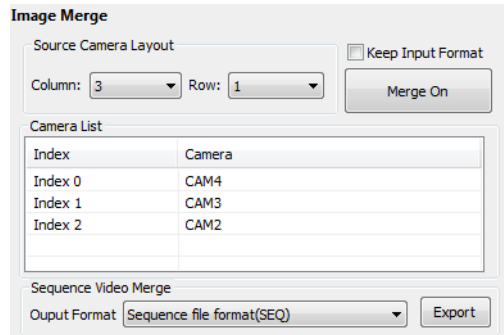 Image Merge
Source Camera Layout
Keep Input Format
Column: 3 Row: 1
Merge On
Camera List
Index Camera
Index 0 CAM4
Index 1 CAM3
Index 2 CAM2
Sequence Video Merge
Ouput Format Sequence file format(SEQ) Export